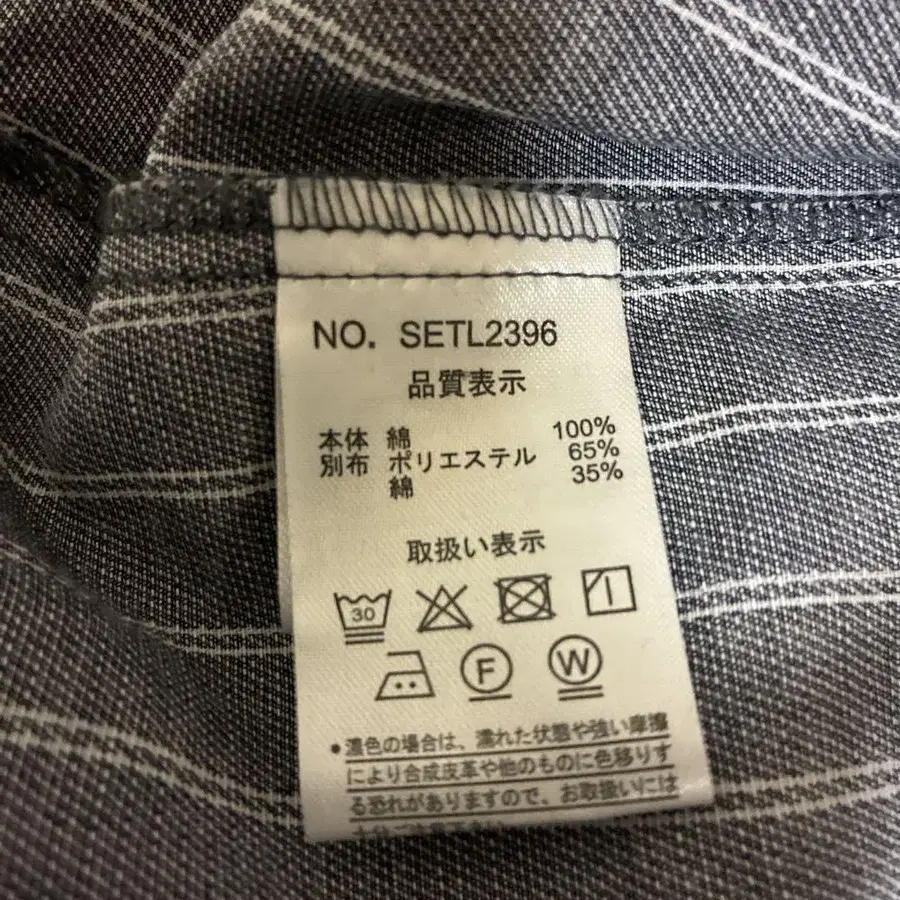 NO. SETL2396
品質表示
本体 綿 100%
別布 ポリエステル 65%
綿 35%
取扱い表示
30
F W
●濃色の場合は、濡れた状態や強い摩擦
により合成皮革や他のものに色移りす
る恐れがありますので、お取扱いには